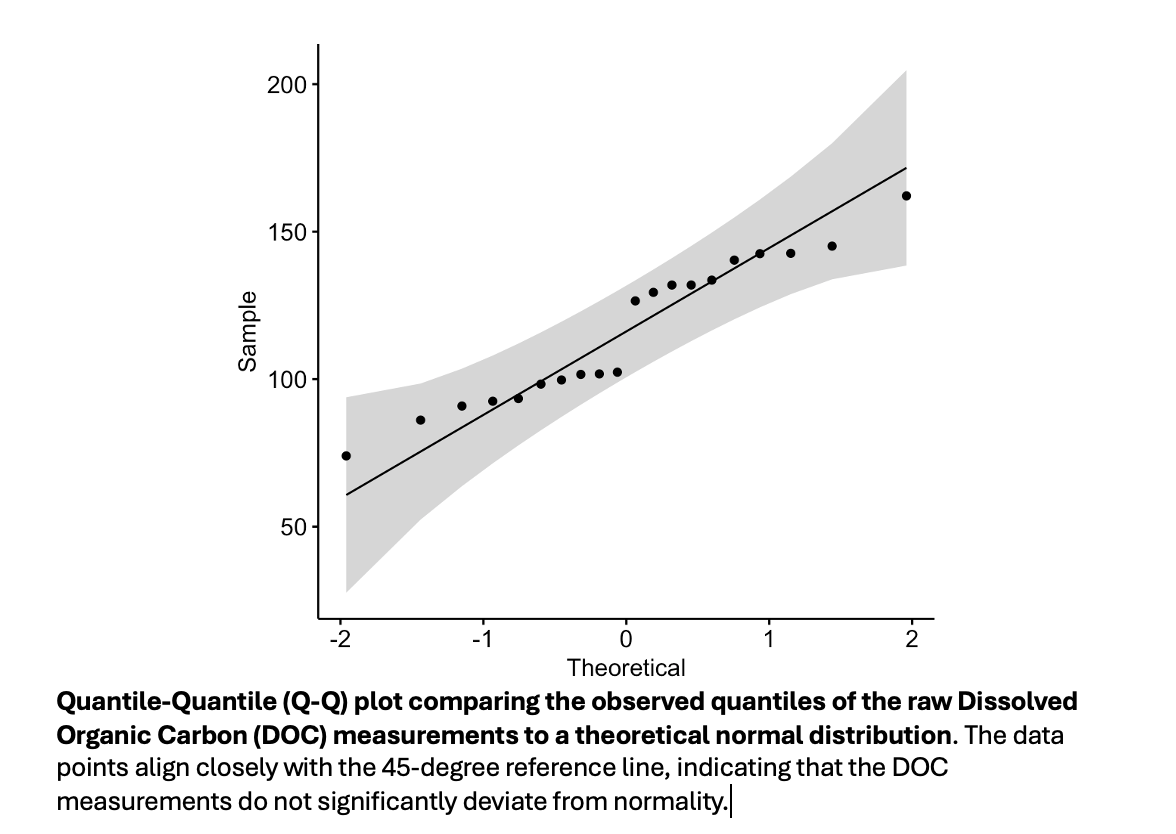 200
150
Sample
100
50
-2 -1 0 1 2
Theoretical
Quantile-Quantile (Q-Q) plot comparing the observed quantiles of the raw Dissolved
Organic Carbon (DOC) measurements to a theoretical normal distribution. The data
points align closely with the 45-degree reference line, indicating that the DOC
measurements do not significantly deviate from normality.